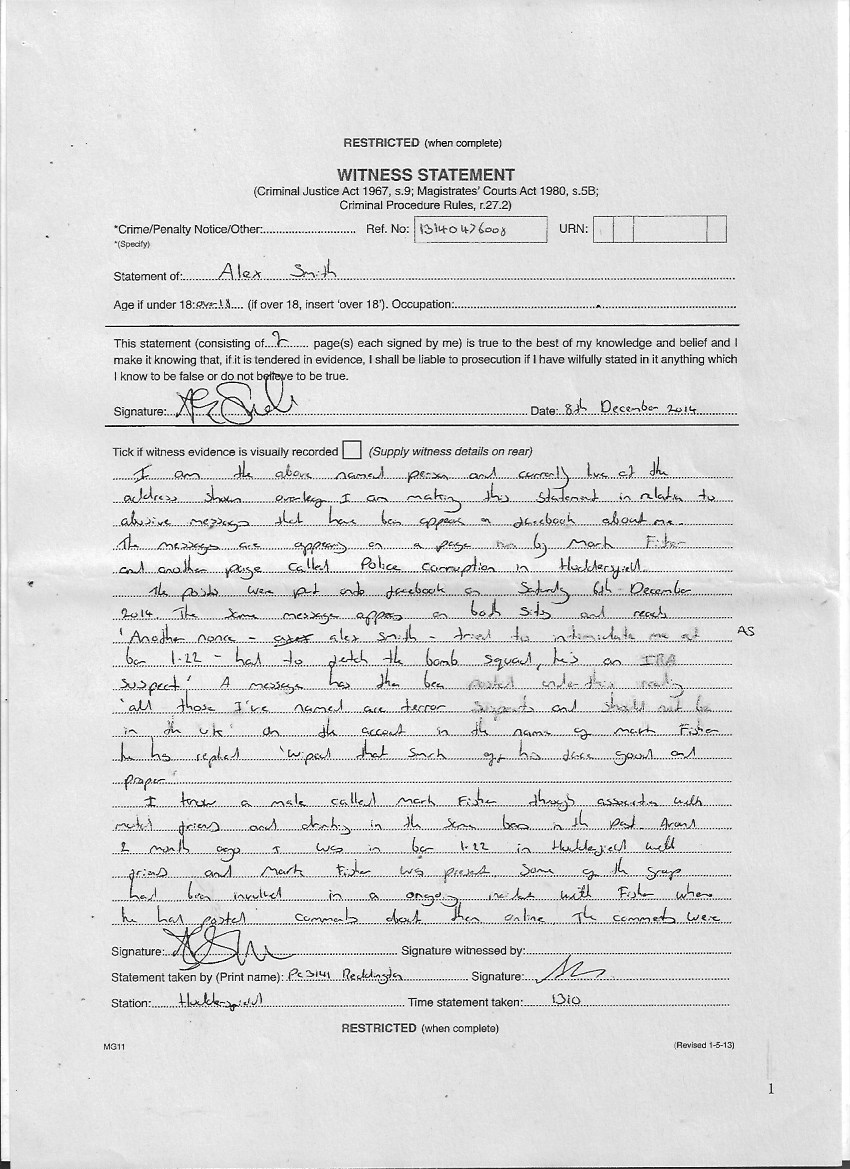 RESTRICTED (when complete)
WITNESS STATEMENT
(Criminal Justice Act 1967, s.9; Magistrates' Courts Act 1980, s.5B;
Criminal Procedure Rules, r.27.2)
*Crime/Penalty Notice/Other:............................ Ref. No: 13140476008 URN:
*(Specify)
Statement of: Alex Smith
Age if under 18: over 18 (if over 18, insert 'over 18'). Occupation:
This statement (consisting of 2 page(s) each signed by me) is true to the best of my knowledge and belief and I
make it knowing that, if it is tendered in evidence, I shall be liable to prosecution if I have wilfully stated in it anything which
I know to be false or do not believe to be true.
Signature: Date: 8th December 2014
Tick if witness evidence is visually recorded (Supply witness details on rear)
I am the above named person and currently live at the
address shown overleaf I am making this statement in relation to
abusive messages that have been appear on facebook about me.
The messages are appearing on a page run by Mark Fisher
and another page called Police corruption in Huddersfield.
The posts were put onto facebook on Saturday 6th December
2014. The same message appears on both sites and reads
'Another nonce - alex smith - tried to intimidate me at AS
bar 1-22 - had to fetch the bomb squad, he's an IRA
suspect' A message has then been posted under this reading
'all those I've named are terror suspects and should not be
in the uk' on the account in the name of mark Fisher
he has replied 'wiped that smirk off his face good and
proper'
I know a male called mark Fisher through association with
mutual friends and drinking in the same bars in the past. Around
2 month ago I was in bar 1-22 in Huddersfield with
friends and Mark Fisher was present. Some of the group
had been involved in a ongoing incident with Fisher where
he had posted comments about them online. The comments were
Signature: Signature witnessed by:
Statement taken by (Print name): PC 3141 Reddington Signature:
Station: Huddersfield Time statement taken: 1310
RESTRICTED (when complete)
MG11 (Revised 1-5-13)
1